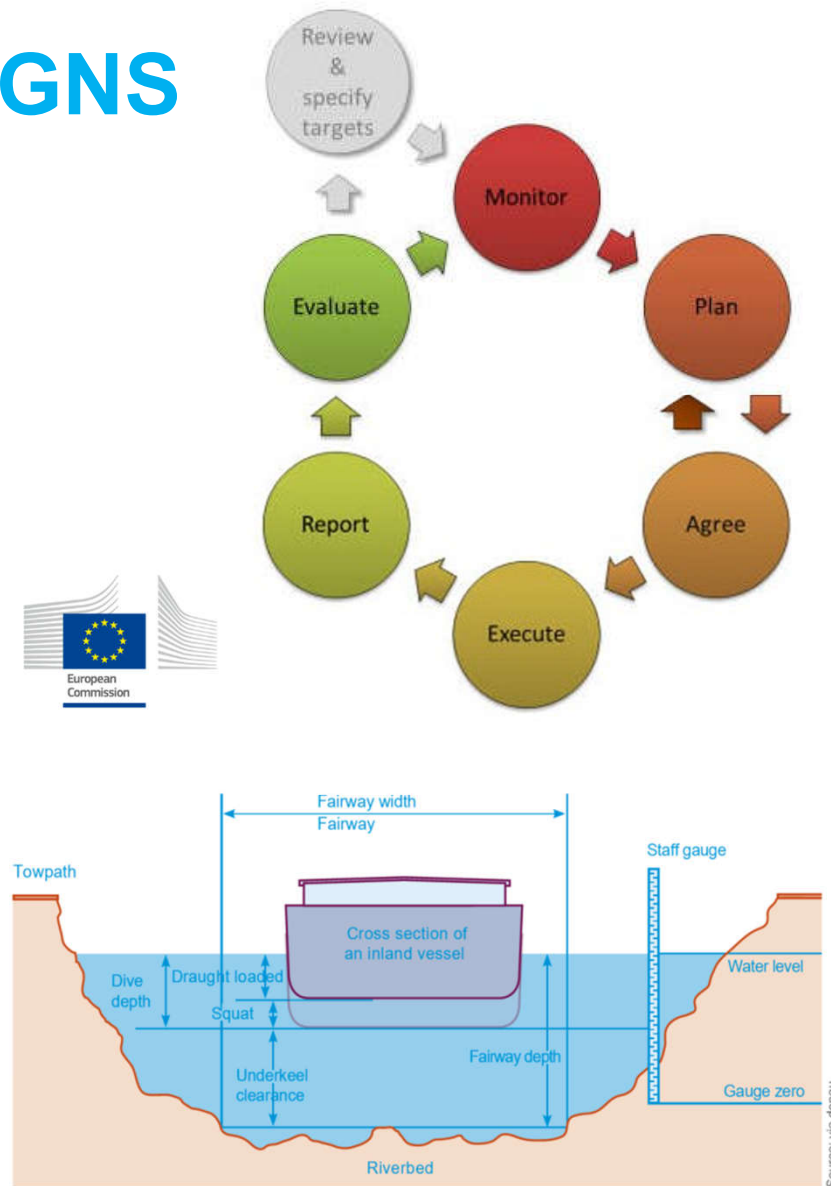 GNS
Review
&
specify
targets
Monitor
Evaluate
Plan
Report
Agree
Execute
European
Commission
Fairway width
Fairway
Staff gauge
Towpath
Cross section of
an inland vessel
Water level
Draught loaded
Dive
depth
Squat
Fairway depth
Underkeel
clearance
Gauge zero
Riverbed